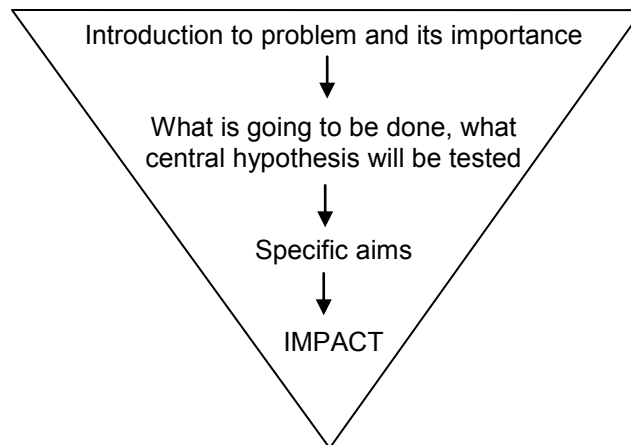 Introduction to problem and its importance
What is going to be done, what
central hypothesis will be tested
Specific aims
IMPACT